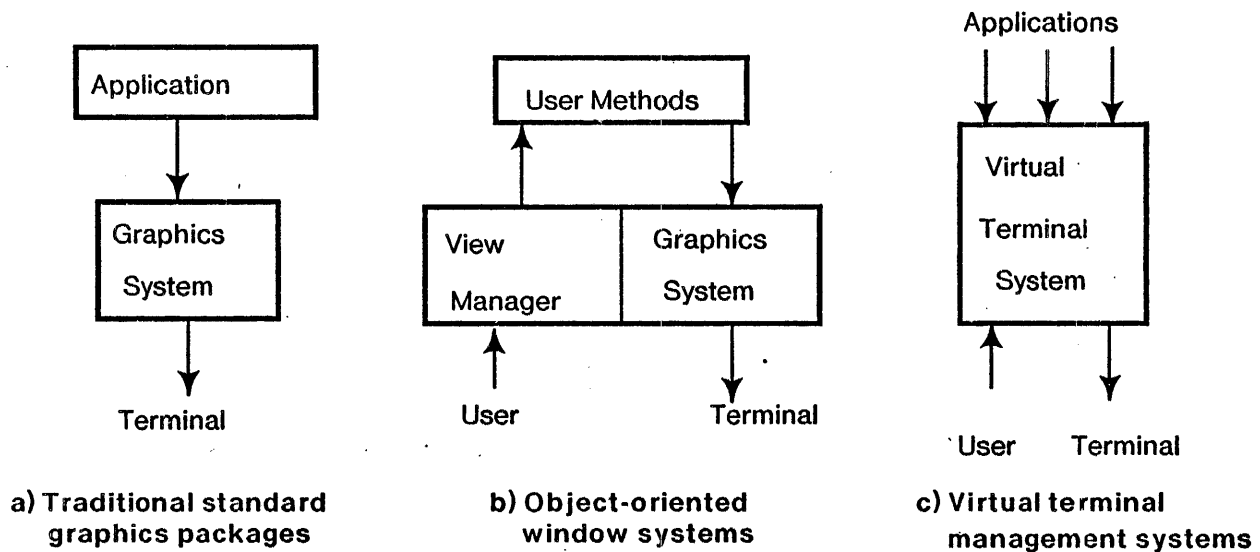 Application
Graphics
System
Terminal
a) Traditional standard
graphics packages
User Methods
View
Manager
Graphics
System
User
Terminal
b) Object-oriented
window systems
Applications
Virtual
Terminal
System
User
Terminal
c) Virtual terminal
management systems